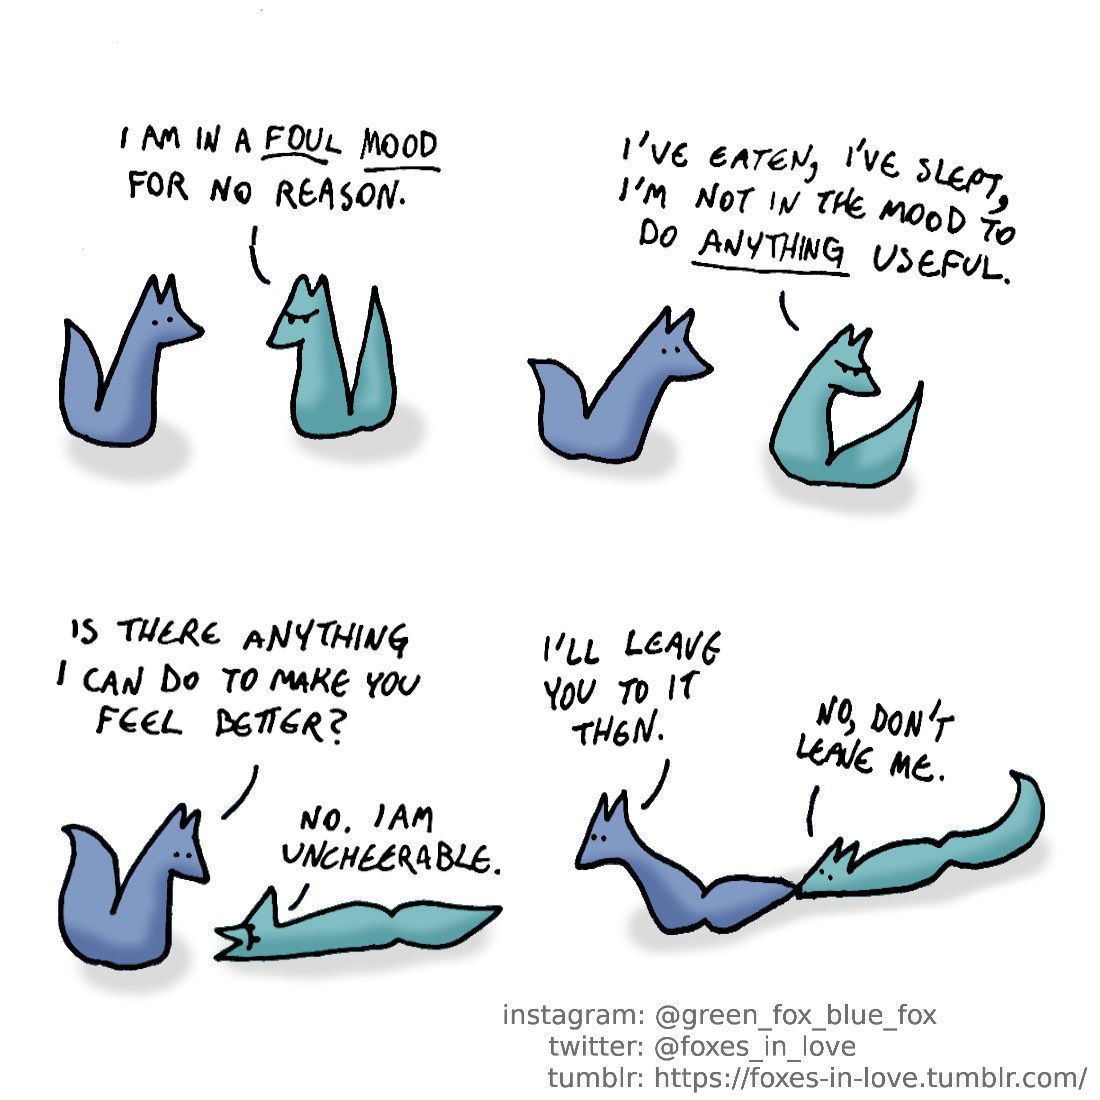 I AM IN A FOUL MOOD
FOR NO REASON.
I'VE EATEN, I'VE SLEPT,
I'M NOT IN THE MOOD TO
DO ANYTHING USEFUL.
IS THERE ANYTHING
I CAN DO TO MAKE YOU
FEEL BETTER?
NO. I AM
UNCHEERABLE.
I'LL LEAVE
YOU TO IT
THEN.
NO, DON'T
LEAVE ME.
instagram: @green_fox_blue_fox
twitter: @foxes_in_love
tumblr: https://foxes-in-love.tumblr.com/